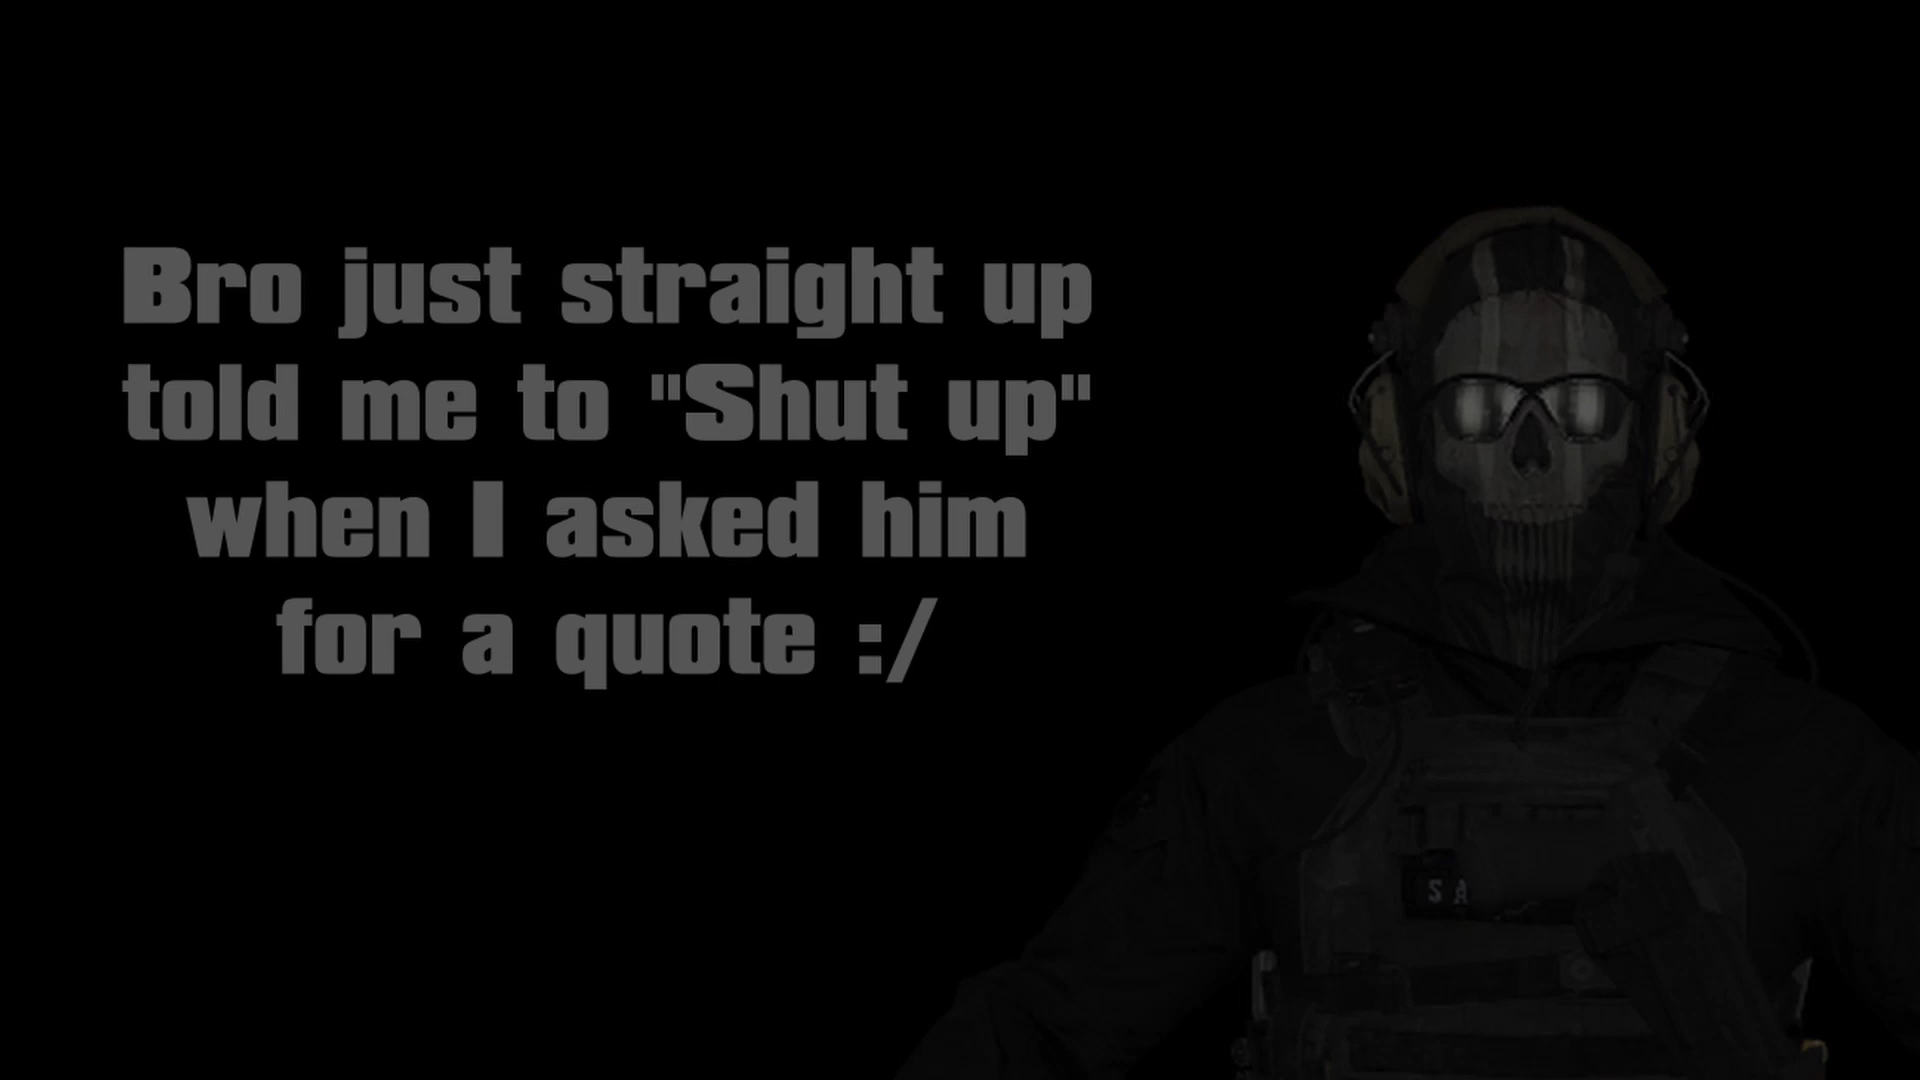 Bro just straight up
told me to "Shut up"
when I asked him
for a quote :/
S A